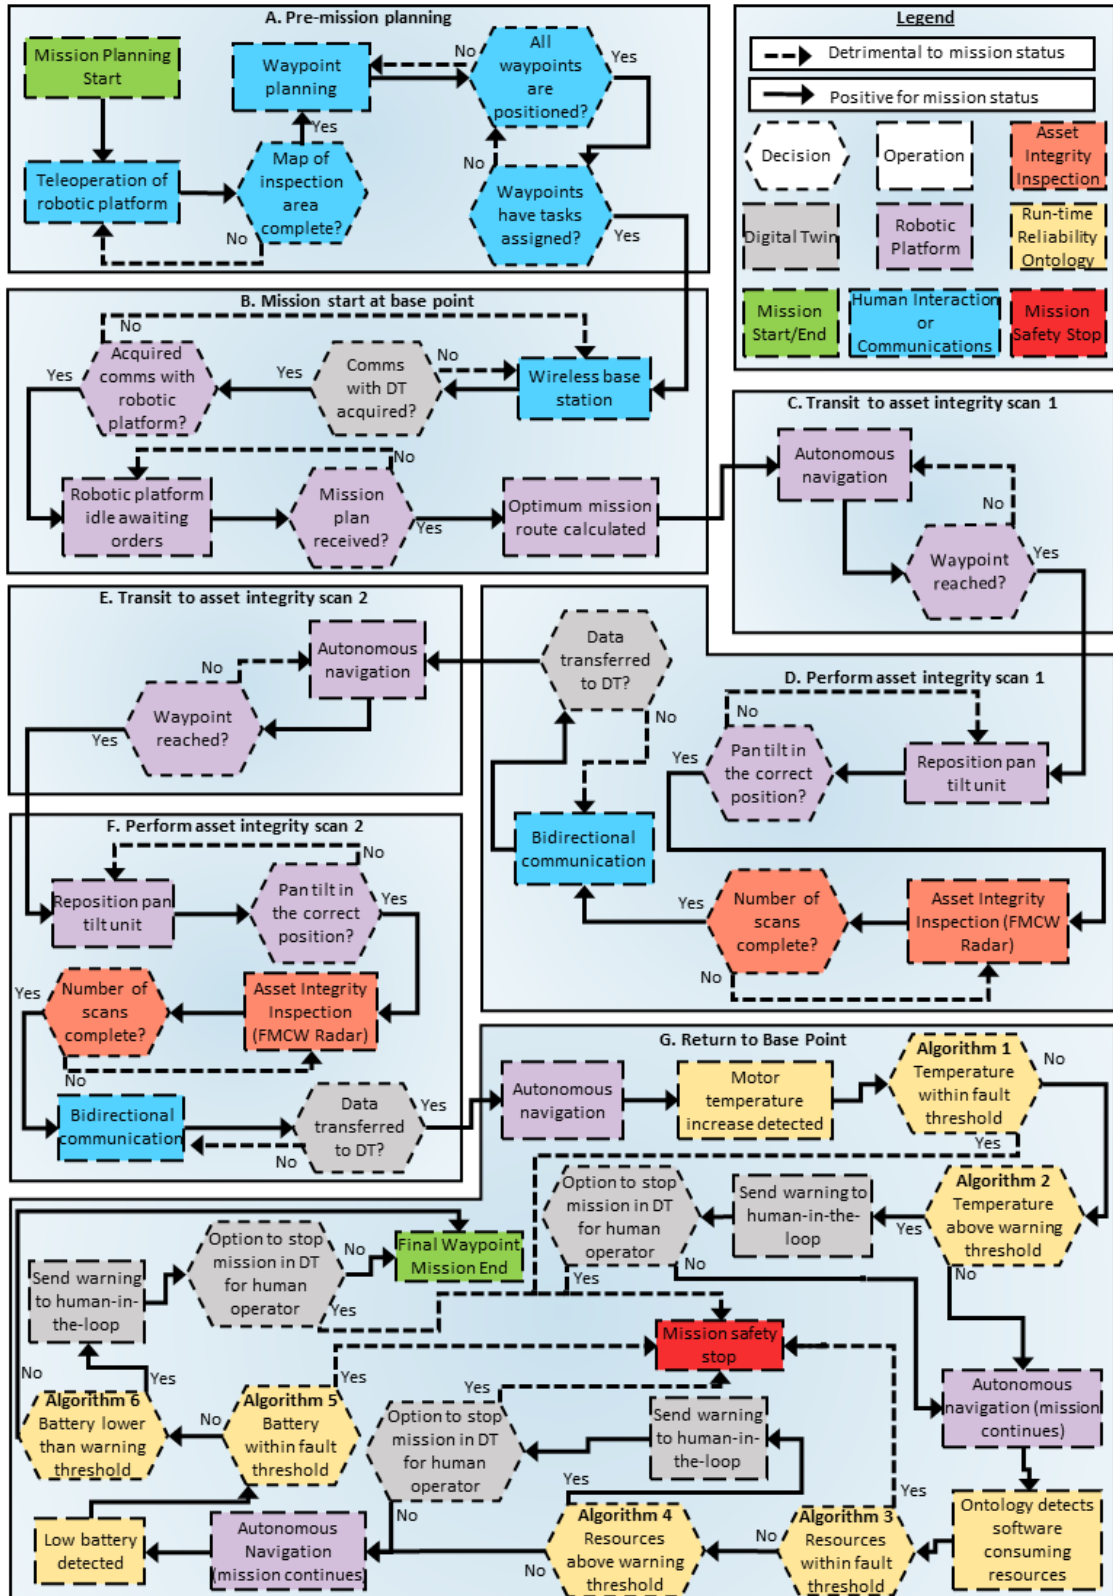 A. Pre-mission planning
Mission Planning
Start
Waypoint
planning
No
All
waypoints
are
positioned?
Yes
Yes
Teleoperation of
robotic platform
Map of
inspection
area
complete?
No
No
Waypoints
have tasks
assigned?
Yes
Legend
Detrimental to mission status
Positive for mission status
Decision
Operation
Asset
Integrity
Inspection
Digital Twin
Robotic
Platform
Run-time
Reliability
Ontology
Mission
Start/End
Human Interaction
or
Communications
Mission
Safety Stop
B. Mission start at base point
No
Yes
Acquired
comms with
robotic
platform?
Yes
Comms
with DT
acquired?
No
Wireless base
station
Robotic platform
idle awaiting
orders
No
Mission
plan
received?
Yes
Optimum mission
route calculated
C. Transit to asset integrity scan 1
Autonomous
navigation
No
Waypoint
reached?
Yes
E. Transit to asset integrity scan 2
Autonomous
navigation
No
Waypoint
reached?
Yes
Data
transferred
to DT?
No
D. Perform asset integrity scan 1
No
Yes
Pan tilt in
the correct
position?
Reposition pan
tilt unit
Bidirectional
communication
Yes
Number of
scans
complete?
No
Asset Integrity
Inspection (FMCW
Radar)
F. Perform asset integrity scan 2
No
Reposition pan
tilt unit
Pan tilt in
the correct
position?
Yes
Yes
Number of
scans
complete?
No
Asset Integrity
Inspection
(FMCW Radar)
Bidirectional
communication
No
Data
transferred
to DT?
Yes
G. Return to Base Point
Autonomous
navigation
Motor
temperature
increase detected
Algorithm 1
Temperature
within fault
threshold
No
Yes
Option to stop
mission in DT
for human
operator
Send warning to
human-in-the-
loop
Yes
Algorithm 2
Temperature
above warning
threshold
No
Yes
No
Send warning
to human-in-
the-loop
Option to stop
mission in DT
for human
operator
No
Yes
Final Waypoint
Mission End
Mission safety
stop
No
Algorithm 6
Battery lower
than warning
threshold
Yes
No
Algorithm 5
Battery
within fault
threshold
Yes
Yes
Option to stop
mission in DT
for human
operator
No
Send warning
to human-in-
the-loop
Autonomous
navigation (mission
continues)
Low battery
detected
Autonomous
Navigation
(mission continues)
Yes
No
Algorithm 4
Resources
above warning
threshold
No
Algorithm 3
Resources
within fault
threshold
Yes
Ontology detects
software
consuming
resources